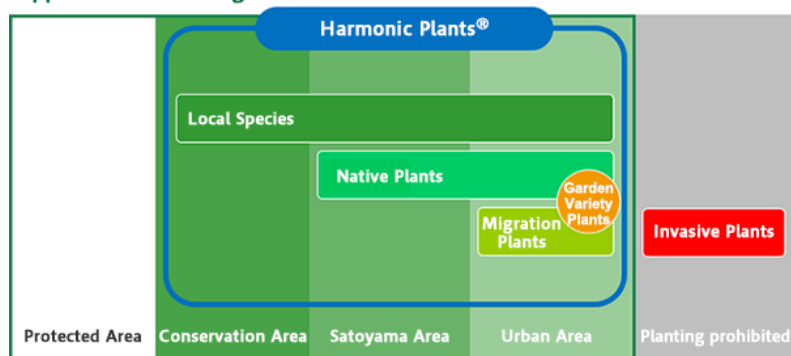 Harmonic Plants®
Local Species
Native Plants
Garden
Variety
Plants
Migration
Plants
Invasive Plants
Protected Area
Conservation Area
Satoyama Area
Urban Area
Planting prohibited